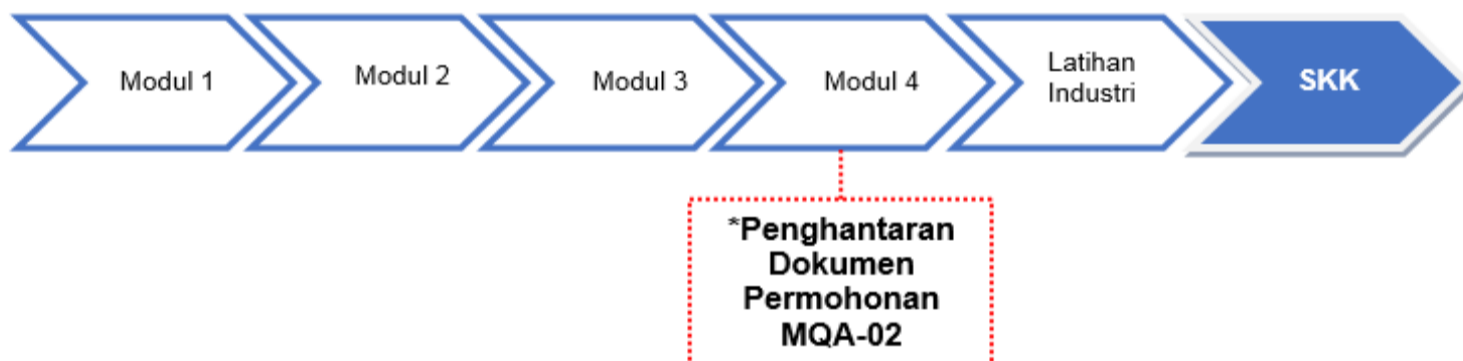 Modul 1
Modul 2
Modul 3
Modul 4
Latihan
Industri
SKK
*Penghantaran
Dokumen
Permohonan
MQA-02